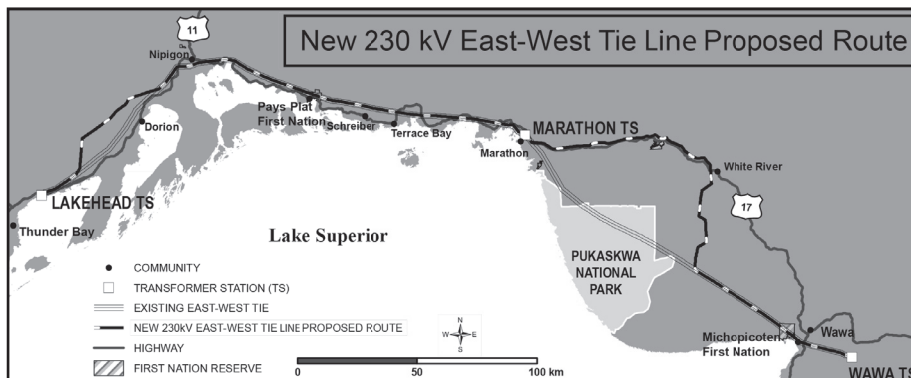 New 230 kV East-West Tie Line Proposed Route
11
Nipigon
Dorion
Pays Plat
First Nation
Schreiber
Terrace Bay
MARATHON TS
Marathon
White River
17
LAKEHEAD TS
Thunder Bay
Lake Superior
PUKASKWA
NATIONAL
PARK
COMMUNITY
TRANSFORMER STATION (TS)
EXISTING EAST-WEST TIE
NEW 230kV EAST-WEST TIE LINE PROPOSED ROUTE
HIGHWAY
FIRST NATION RESERVE
N
W E
S
0 50 100 km
Michcpicoten
First Nation
Wawa
WAWA TS